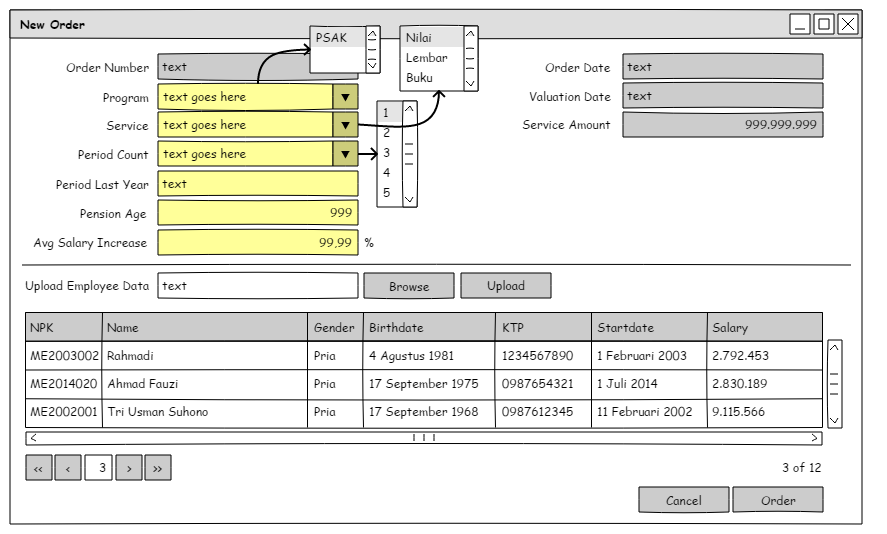 New Order
PSAK
Nilai
Lembar
Buku
Order Number text
Program text goes here
Service text goes here
Period Count text goes here
Period Last Year text
Pension Age 999
Avg Salary Increase 99,99 %
1
2
3
4
5
Order Date text
Valuation Date text
Service Amount 999.999.999
Upload Employee Data text Browse Upload
NPK Name Gender Birthdate KTP Startdate Salary
ME2003002 Rahmadi Pria 4 Agustus 1981 1234567890 1 Februari 2003 2.792.453
ME2014020 Ahmad Fauzi Pria 17 September 1975 0987654321 1 Juli 2014 2.830.189
ME2002001 Tri Usman Suhono Pria 17 September 1968 0987612345 11 Februari 2002 9.115.566
<< < 3 > >> 3 of 12
Cancel Order